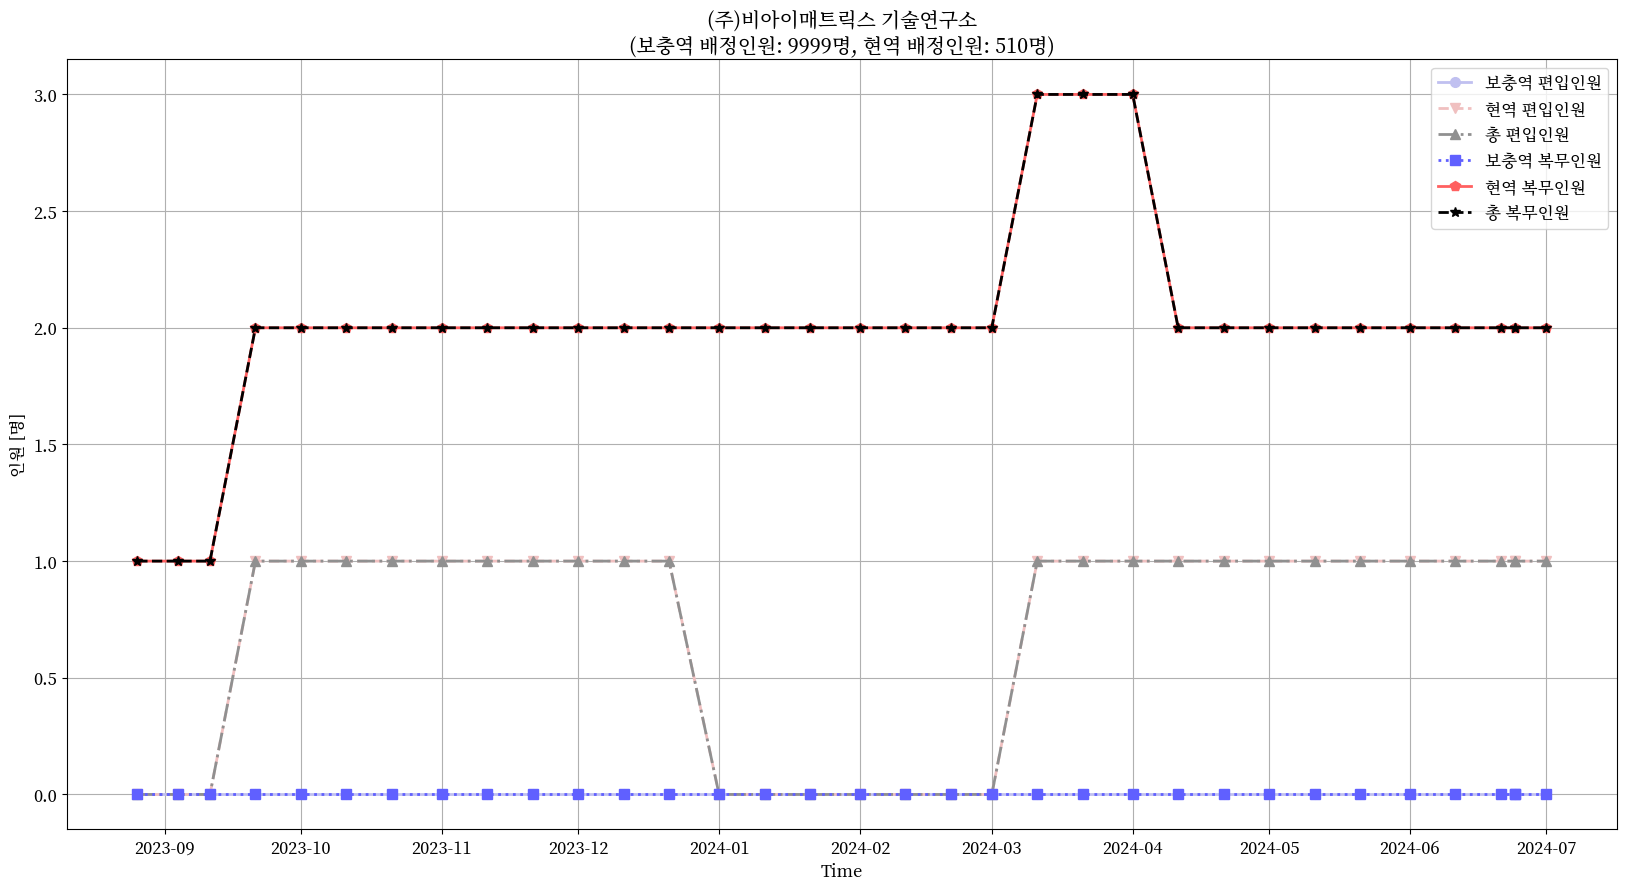 (주)비아이매트릭스 기술연구소
(보충역 배정인원: 9999명, 현역 배정인원: 510명)
보충역 편입인원
현역 편입인원
총 편입인원
보충역 복무인원
현역 복무인원
총 복무인원
인원 [명]
3.0
2.5
2.0
1.5
1.0
0.5
0.0
2023-09 2023-10 2023-11 2023-12 2024-01 2024-02 2024-03 2024-04 2024-05 2024-06 2024-07
Time